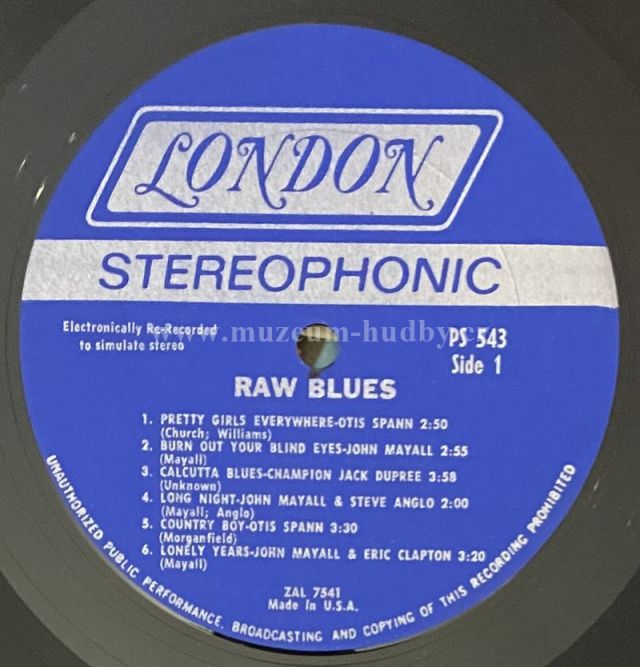 LONDON
STEREOPHONIC
Electronically Re-Recorded
to simulate stereo
www.muzeum-hudby.cz
PS 543
Side 1
RAW BLUES
1. PRETTY GIRLS EVERYWHERE-OTIS SPANN 2:50
(Church; Williams)
2. BURN OUT YOUR BLIND EYES-JOHN MAYALL 2:55
(Mayall)
3. CALCUTTA BLUES-CHAMPION JACK DUPREE 3:58
(Unknown)
4. LONG NIGHT-JOHN MAYALL & STEVE ANGLO 2:00
(Mayall; Anglo)
5. COUNTRY BOY-OTIS SPANN 3:30
(Morganfield)
6. LONELY YEARS-JOHN MAYALL & ERIC CLAPTON 3:20
(Mayall)
ZAL 7541
Made in U.S.A.
UNAUTHORIZED PUBLIC PERFORMANCE, BROADCASTING AND COPYING OF THIS RECORDING PROHIBITED